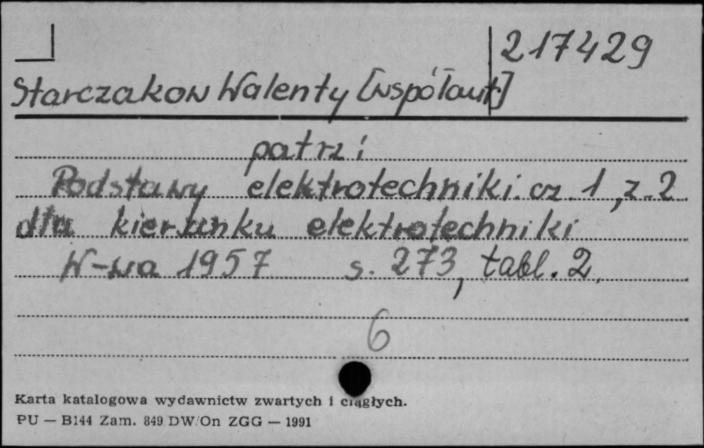 217429
Starczakow Walenty [współaut]
patrz:
Podstawy elektrotechniki. cz. 1, z. 2
dla kierunku elektrotechniki
W-wa 1957 s. 273, tabl. 2.
6
Karta katalogowa wydawnictw zwartych i ciągłych.
PU — B144 Zam. 849 DW/On ZGG — 1991